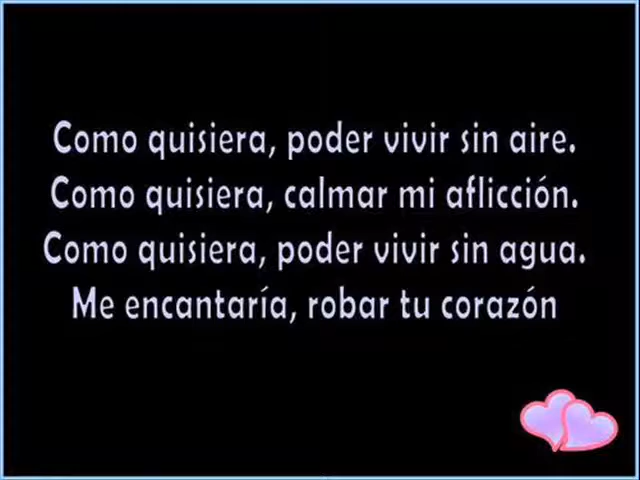 Como quisiera, poder vivir sin aire.
Como quisiera, calmar mi aflicción.
Como quisiera, poder vivir sin agua.
Me encantaría, robar tu corazón